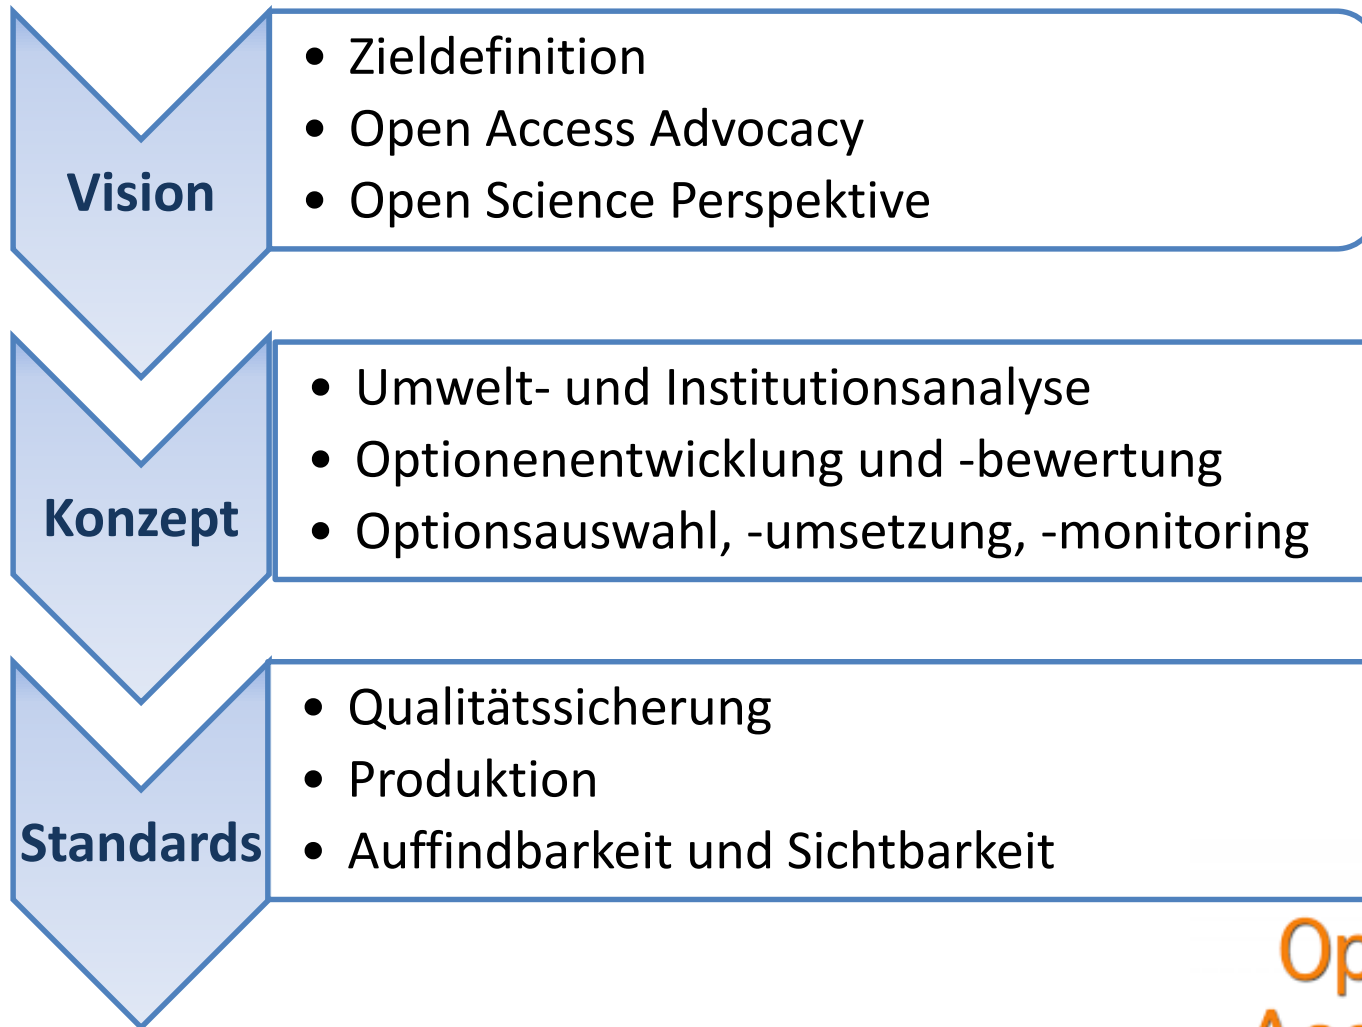 Vision
• Zieldefinition
• Open Access Advocacy
• Open Science Perspektive
Konzept
• Umwelt- und Institutionsanalyse
• Optionenentwicklung und -bewertung
• Optionsauswahl, -umsetzung, -monitoring
Standards
• Qualitätssicherung
• Produktion
• Auffindbarkeit und Sichtbarkeit